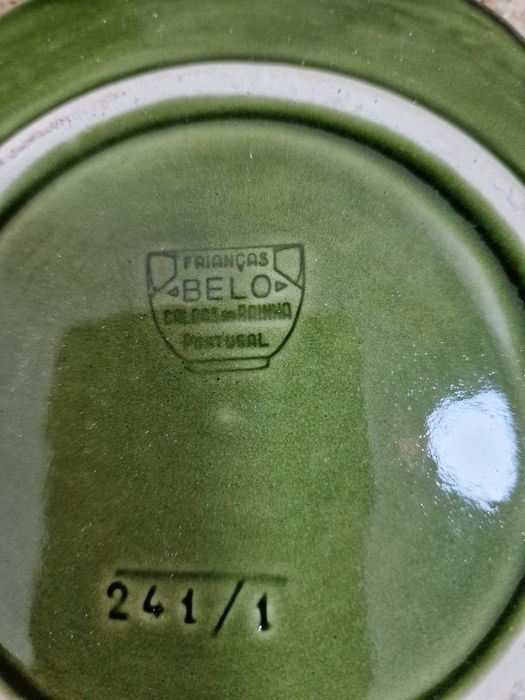 FAIANÇAS
BELO
CALDAS DA RAINHA
PORTUGAL
241/1